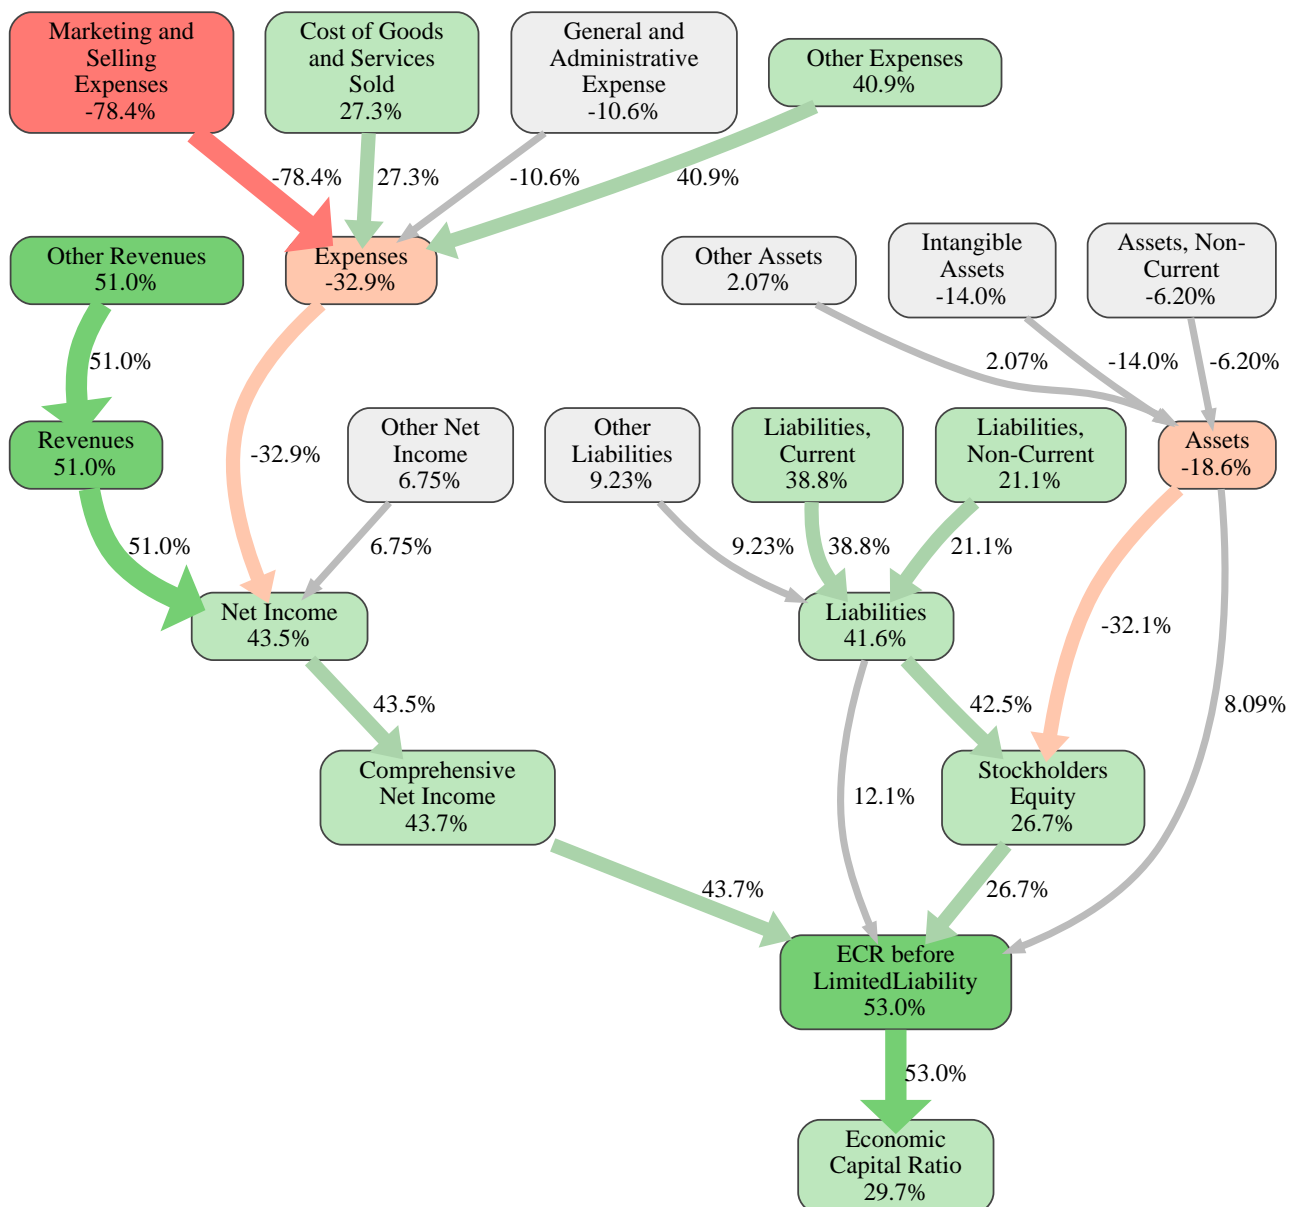 Marketing and
Selling
Expenses
-78.4%
Cost of Goods
and Services
Sold
27.3%
General and
Administrative
Expense
-10.6%
Other Expenses
40.9%
-78.4%
27.3%
-10.6%
40.9%
Other Revenues
51.0%
Expenses
-32.9%
Other Assets
2.07%
Intangible
Assets
-14.0%
Assets, Non-
Current
-6.20%
51.0%
2.07%
-14.0%
-6.20%
Revenues
51.0%
-32.9%
Other Net
Income
6.75%
Other
Liabilities
9.23%
Liabilities,
Current
38.8%
Liabilities,
Non-Current
21.1%
Assets
-18.6%
51.0%
6.75%
9.23%
38.8%
21.1%
Net Income
43.5%
Liabilities
41.6%
-32.1%
43.5%
42.5%
8.09%
Comprehensive
Net Income
43.7%
12.1%
Stockholders
Equity
26.7%
43.7%
26.7%
ECR before
LimitedLiability
53.0%
53.0%
Economic
Capital Ratio
29.7%